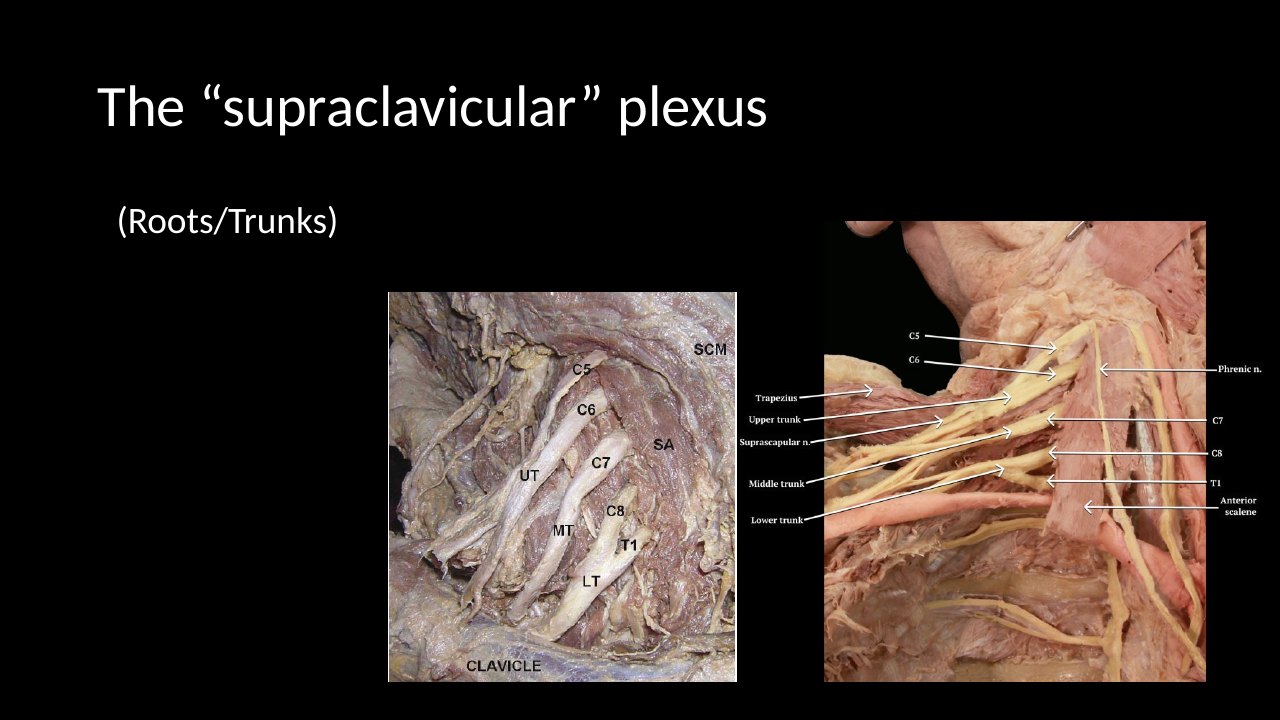 The “supraclavicular” plexus
(Roots/Trunks)
SCM
C5
C6
SA
C7
UT
C8
MT
T1
LT
CLAVICLE
C5
C6
Phrenic n.
Trapezius
Upper trunk
C7
Suprascapular n.
C8
Middle trunk
T1
Anterior
scalene
Lower trunk